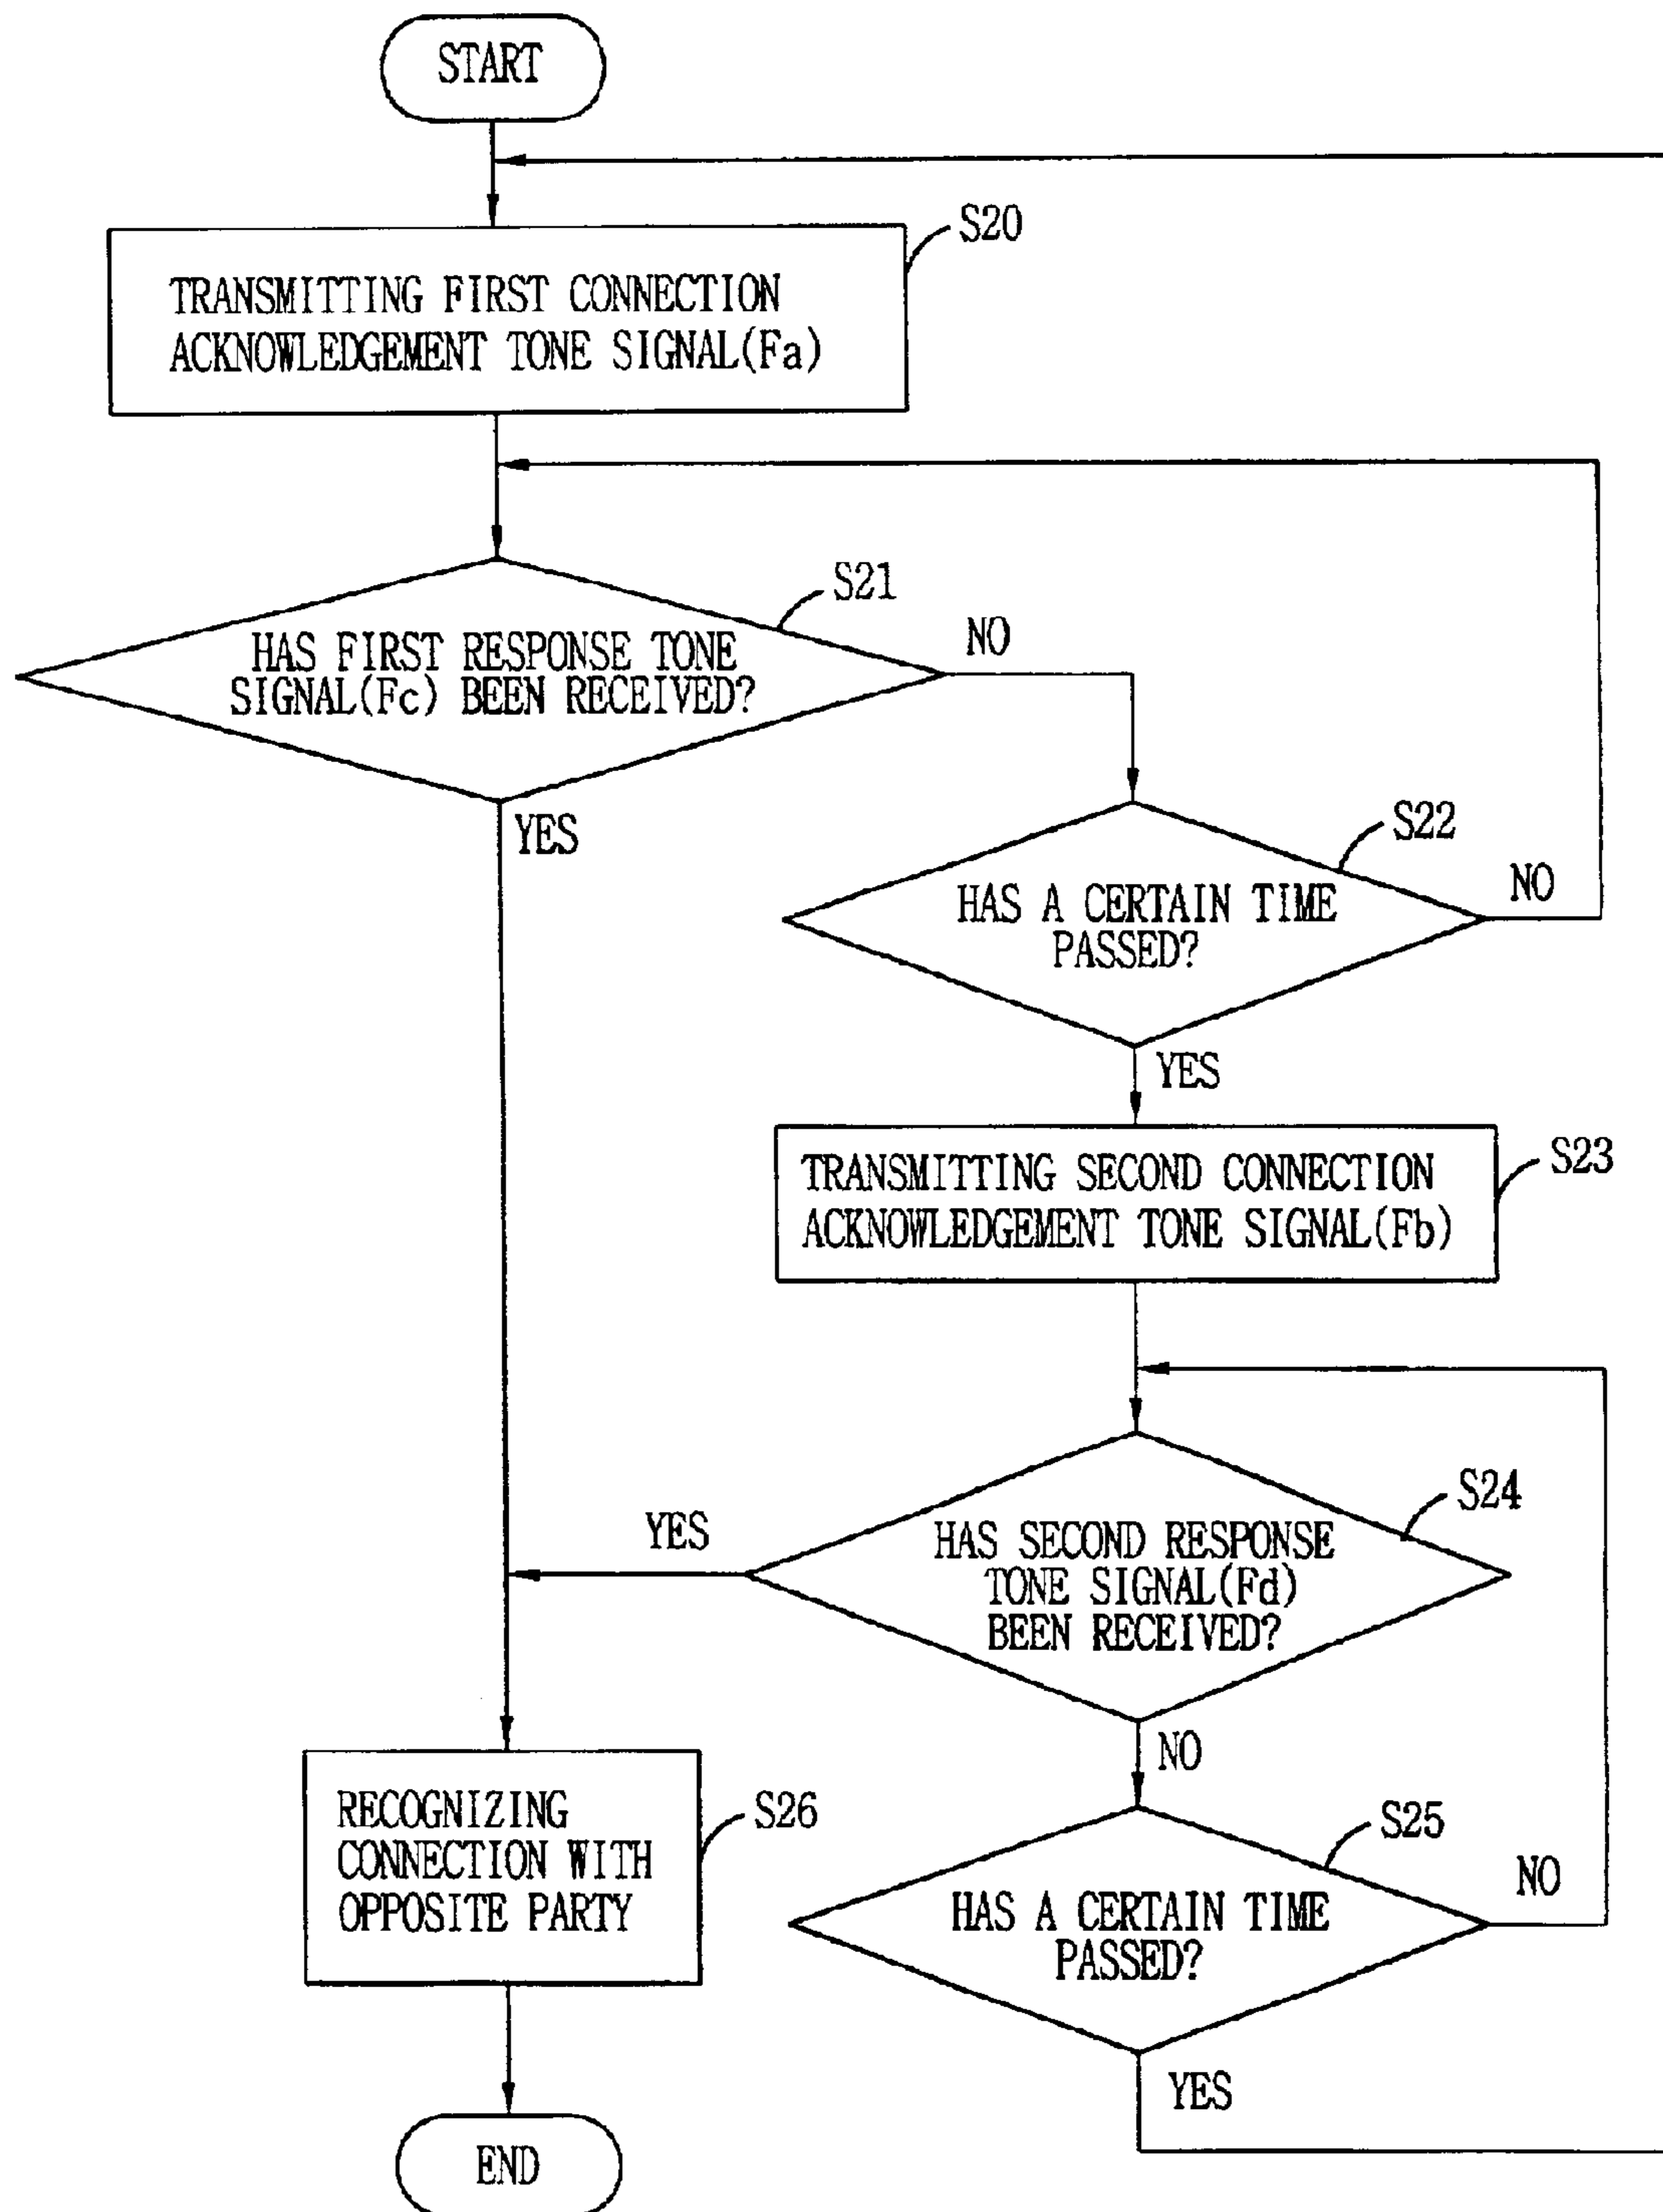 START
S20
TRANSMITTING FIRST CONNECTION
ACKNOWLEDGEMENT TONE SIGNAL(Fa)
S21
HAS FIRST RESPONSE TONE
SIGNAL(Fc) BEEN RECEIVED?
NO
YES
S22
HAS A CERTAIN TIME
PASSED?
NO
YES
S23
TRANSMITTING SECOND CONNECTION
ACKNOWLEDGEMENT TONE SIGNAL(Fb)
S24
HAS SECOND RESPONSE
TONE SIGNAL(Fd)
BEEN RECEIVED?
YES
NO
S25
HAS A CERTAIN TIME
PASSED?
NO
YES
S26
RECOGNIZING
CONNECTION WITH
OPPOSITE PARTY
END